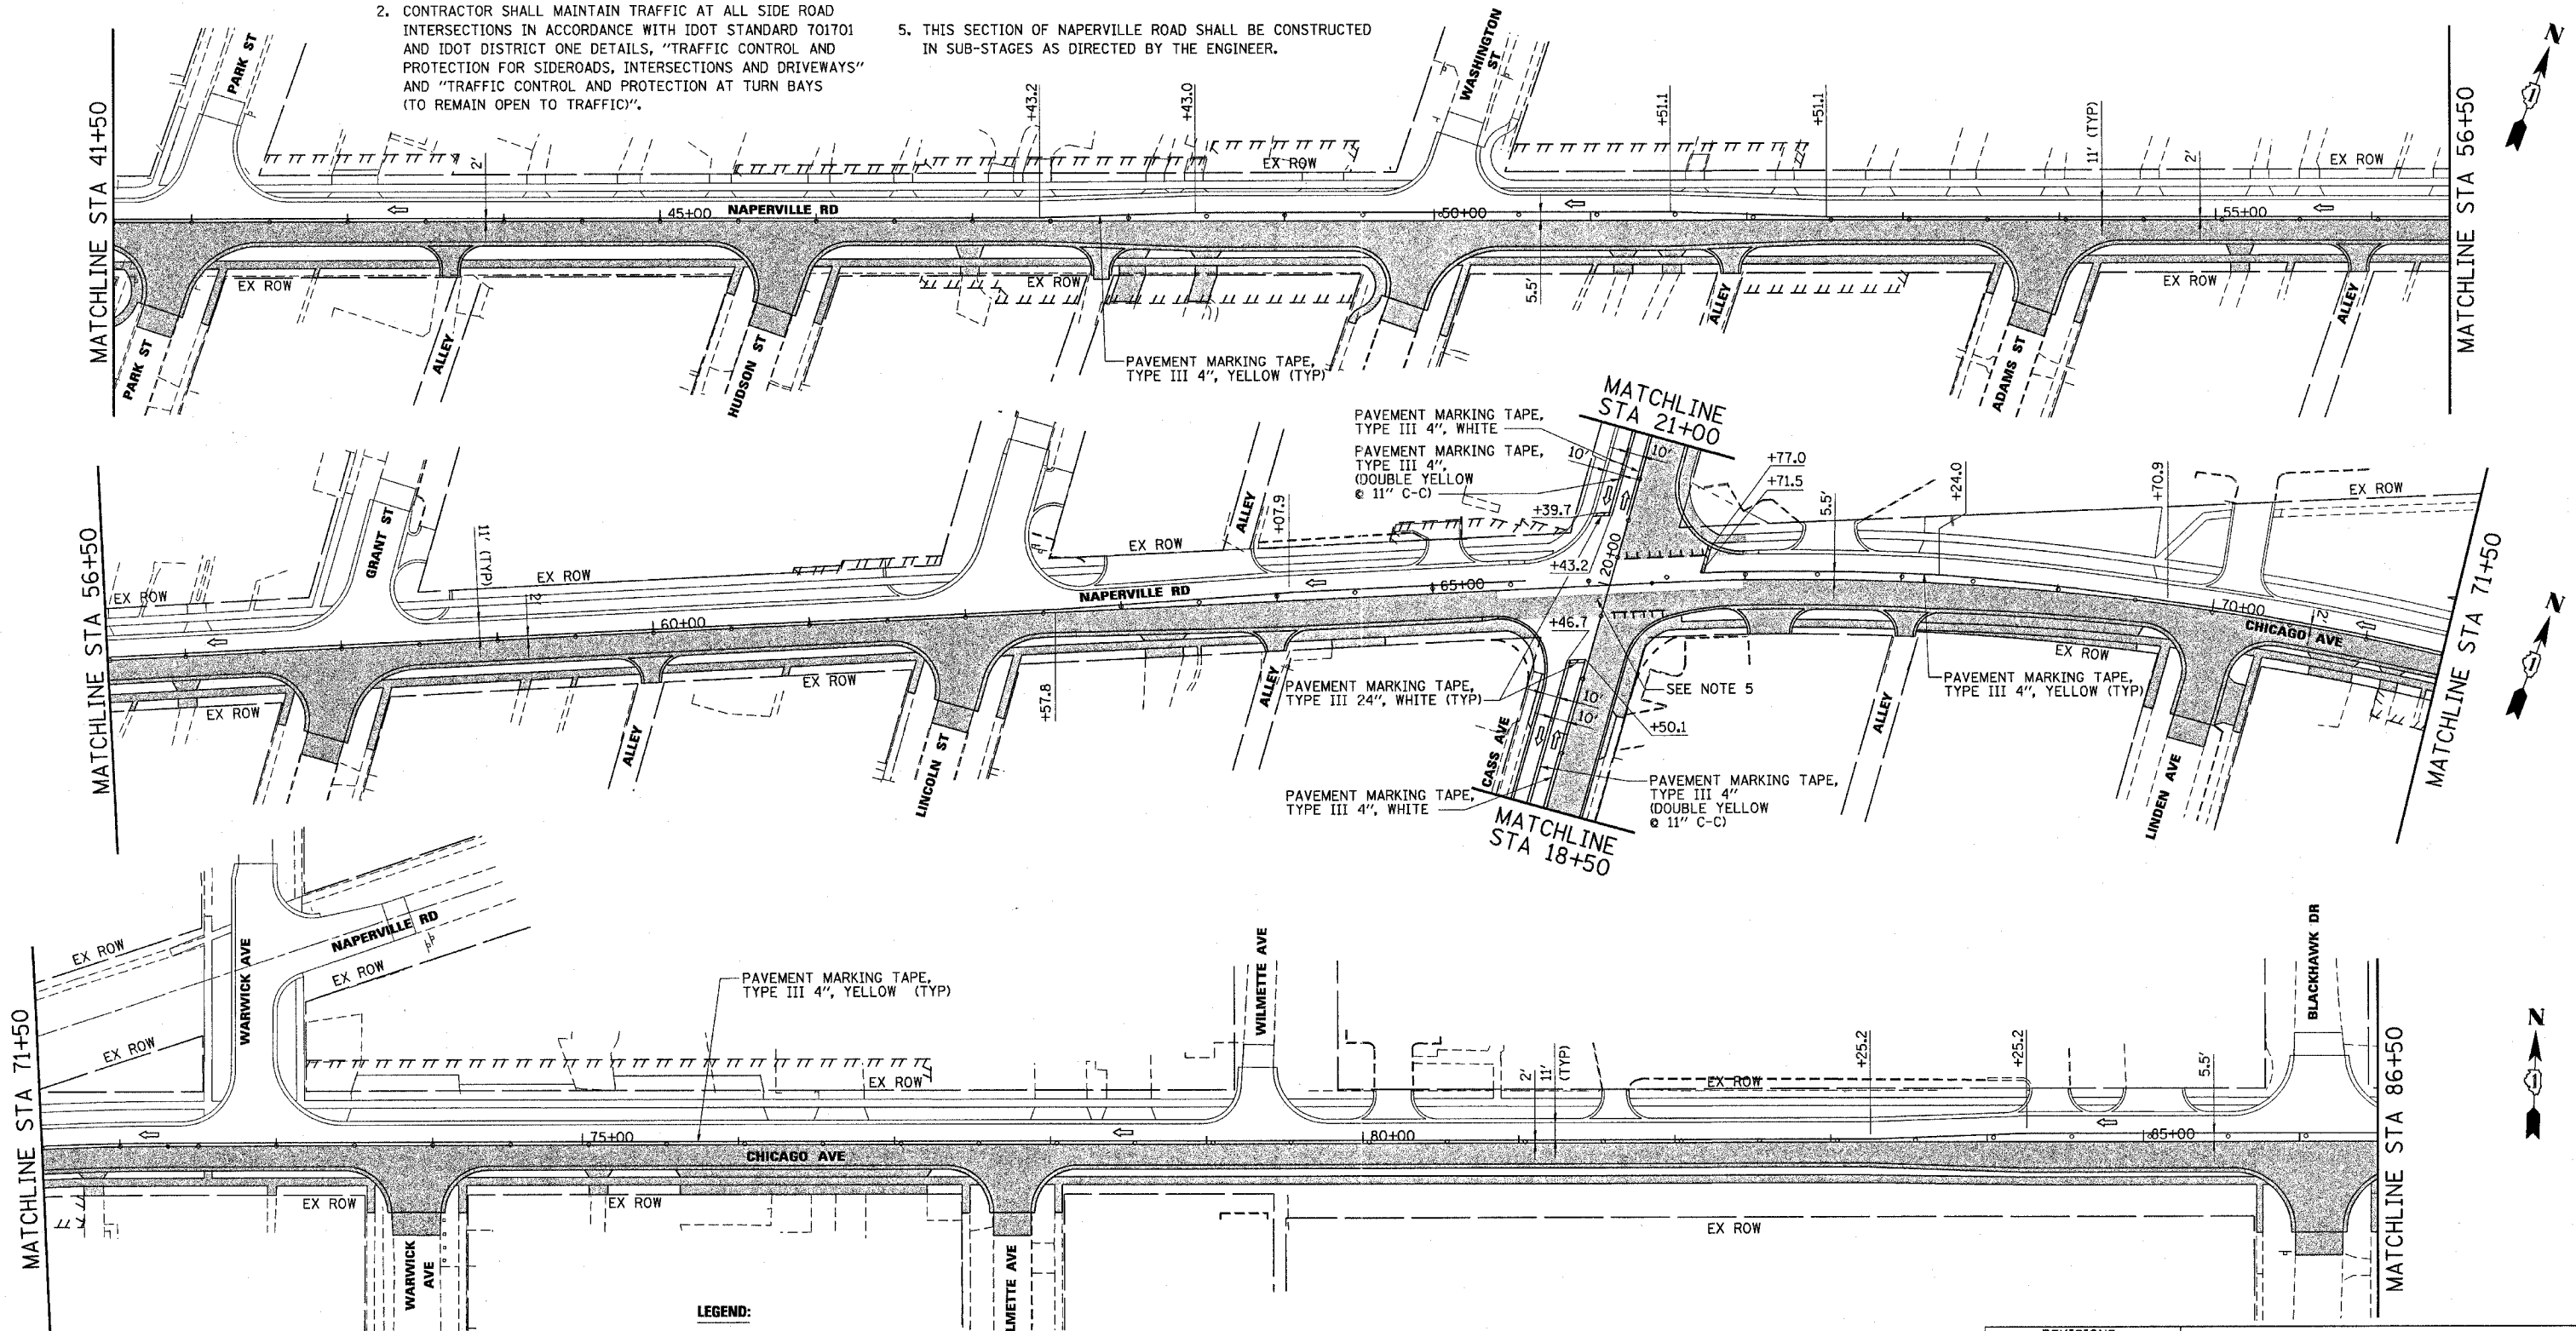 2. CONTRACTOR SHALL MAINTAIN TRAFFIC AT ALL SIDE ROAD
INTERSECTIONS IN ACCORDANCE WITH IDOT STANDARD 701701
AND IDOT DISTRICT ONE DETAILS, "TRAFFIC CONTROL AND
PROTECTION FOR SIDEROADS, INTERSECTIONS AND DRIVEWAYS"
AND "TRAFFIC CONTROL AND PROTECTION AT TURN BAYS
(TO REMAIN OPEN TO TRAFFIC)".
5. THIS SECTION OF NAPERVILLE ROAD SHALL BE CONSTRUCTED
IN SUB-STAGES AS DIRECTED BY THE ENGINEER.
N
MATCHLINE STA 41+50
PARK ST
2'
+43.2
+43.0
EX ROW
WASHINGTON
ST
+51.1
+51.1
11' (TYP)
2'
EX ROW
MATCHLINE STA 56+50
45+00
NAPERVILLE RD
50+00
55+00
5.5'
EX ROW
EX ROW
EX ROW
PARK ST
ALLEY
HUDSON ST
PAVEMENT MARKING TAPE,
TYPE III 4", YELLOW (TYP)
ALLEY
ADAMS ST
ALLEY
MATCHLINE
STA 21+00
PAVEMENT MARKING TAPE,
TYPE III 4", WHITE
PAVEMENT MARKING TAPE,
TYPE III 4",
(DOUBLE YELLOW
@ 11" C-C)
10'
10'
+77.0
+71.5
+39.7
+43.2
20+00
5.5'
+24.0
+70.9
EX ROW
N
MATCHLINE STA 56+50
EX ROW
GRANT ST
11' (TYP)
2'
EX ROW
EX ROW
ALLEY
+07.9
60+00
NAPERVILLE RD
65+00
70+00
2'
CHICAGO AVE
MATCHLINE STA 71+50
EX ROW
ALLEY
EX ROW
LINCOLN ST
+57.8
ALLEY
+46.7
PAVEMENT MARKING TAPE,
TYPE III 24", WHITE (TYP)
SEE NOTE 5
10'
10'
+50.1
CASS AVE
PAVEMENT MARKING TAPE,
TYPE III 4", WHITE
PAVEMENT MARKING TAPE,
TYPE III 4"
(DOUBLE YELLOW
@ 11" C-C)
MATCHLINE
STA 18+50
ALLEY
PAVEMENT MARKING TAPE,
TYPE III 4", YELLOW (TYP)
EX ROW
LINDEN AVE
MATCHLINE STA 71+50
EX ROW
EX ROW
WARWICK AVE
NAPERVILLE RD
EX ROW
PAVEMENT MARKING TAPE,
TYPE III 4", YELLOW (TYP)
EX ROW
WILMETTE AVE
2'
11'
(TYP)
EX ROW
+25.2
+25.2
5.5'
BLACKHAWK DR
MATCHLINE STA 86+50
N
75+00
CHICAGO AVE
80+00
85+00
EX ROW
EX ROW
EX ROW
WARWICK
AVE
LMETTE AVE
LEGEND: